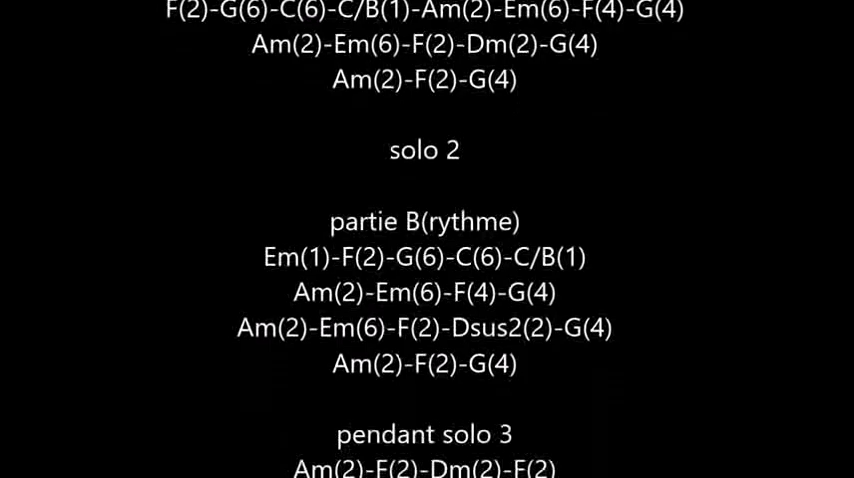 F(2)-G(6)-C(6)-C/B(1)-Am(2)-Em(6)-F(4)-G(4)
Am(2)-Em(6)-F(2)-Dm(2)-G(4)
Am(2)-F(2)-G(4)
solo 2
partie B(rythme)
Em(1)-F(2)-G(6)-C(6)-C/B(1)
Am(2)-Em(6)-F(4)-G(4)
Am(2)-Em(6)-F(2)-Dsus2(2)-G(4)
Am(2)-F(2)-G(4)
pendant solo 3
Am(2)-F(2)-Dm(2)-F(2)